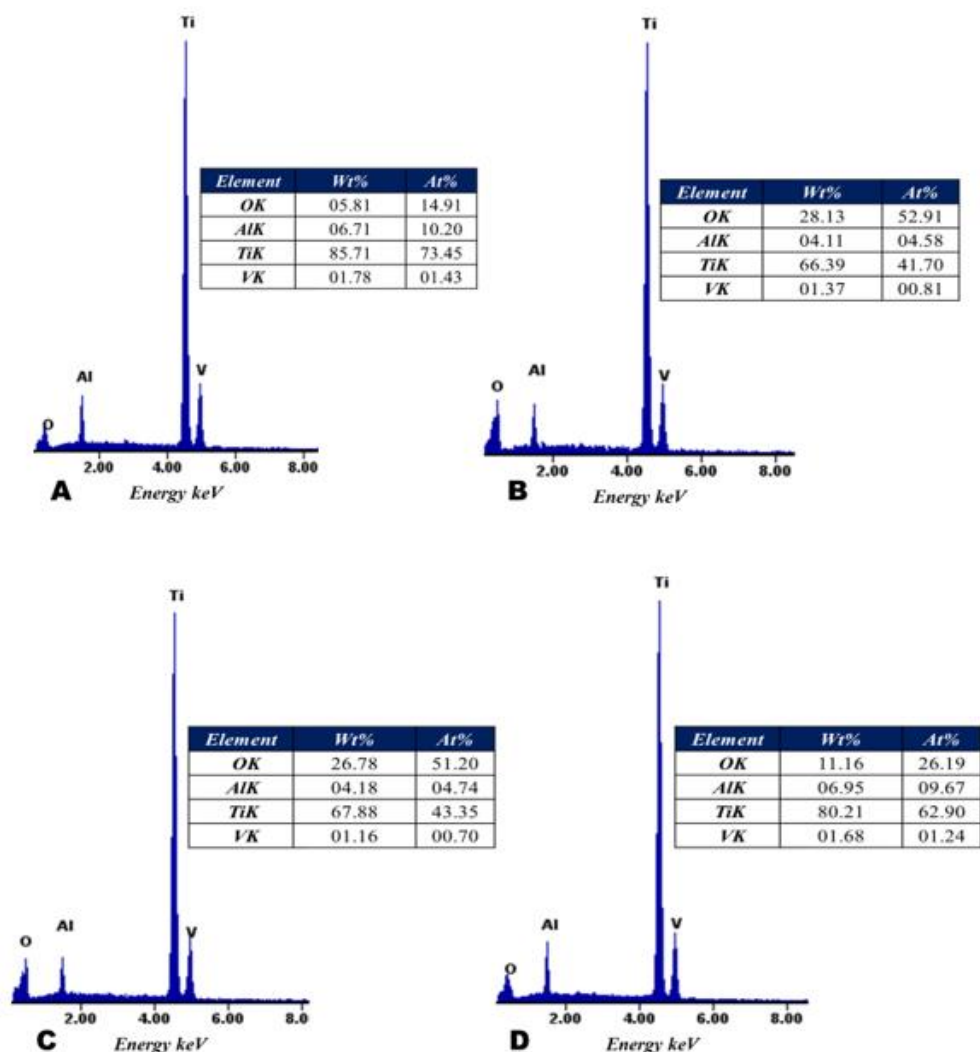 Ti
Al
O
V
Element Wt% At%
OK 05.81 14.91
AlK 06.71 10.20
TiK 85.71 73.45
VK 01.78 01.43
2.00 4.00 6.00 8.00
A
Energy keV
Ti
O
Al
V
Element Wt% At%
OK 28.13 52.91
AlK 04.11 04.58
TiK 66.39 41.70
VK 01.37 00.81
2.00 4.00 6.00 8.00
B
Energy keV
Ti
O
Al
V
Element Wt% At%
OK 26.78 51.20
AlK 04.18 04.74
TiK 67.88 43.35
VK 01.16 00.70
2.00 4.00 6.00 8.0
C
Energy keV
Ti
O
Al
V
Element Wt% At%
OK 11.16 26.19
AlK 06.95 09.67
TiK 80.21 62.90
VK 01.68 01.24
2.00 4.00 6.00 8.00
D
Energy keV